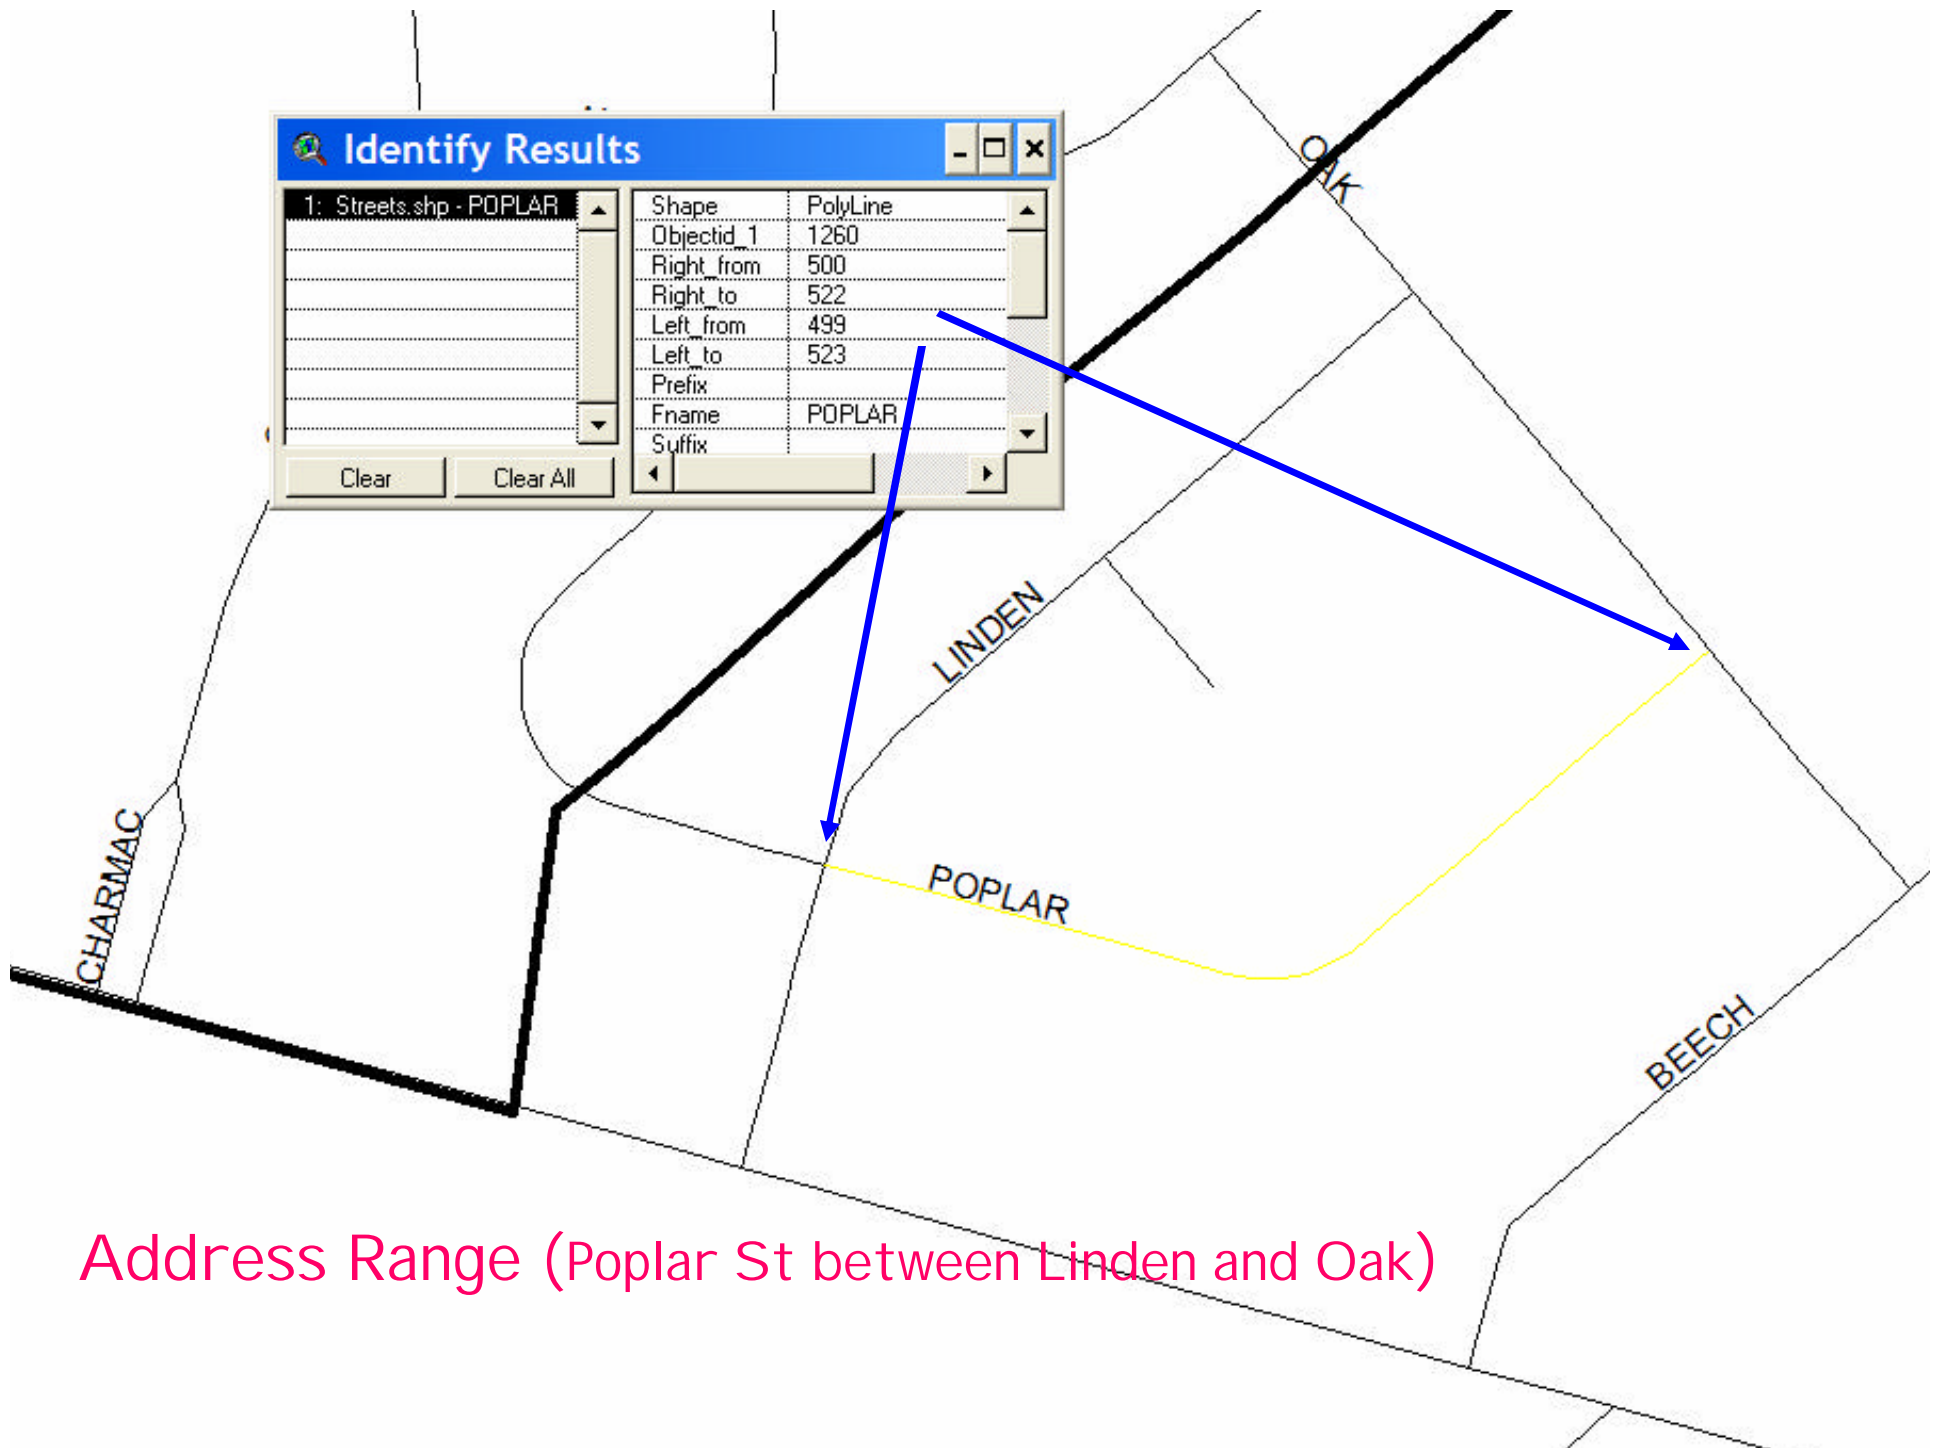 OAK
Identify Results
1: Streets.shp - POPLAR
Shape PolyLine
Objectid_1 1260
Right_from 500
Right_to 522
Left_from 499
Left_to 523
Prefix
Fname POPLAR
Suffix
Clear Clear All
LINDEN
CHARMAC
POPLAR
BEECH
Address Range (Poplar St between Linden and Oak)